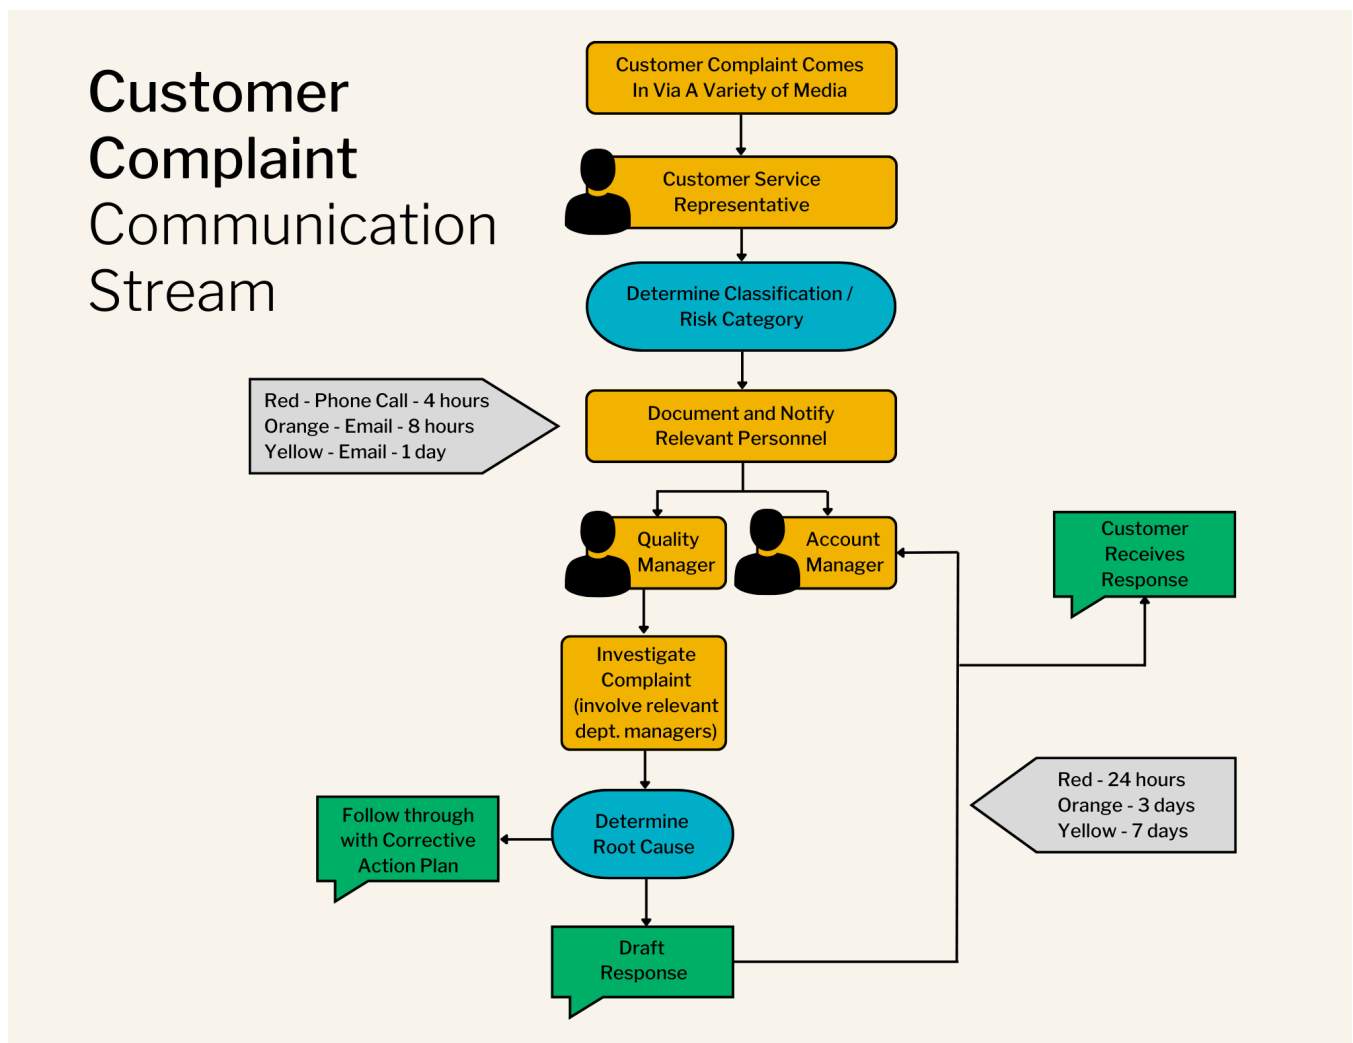 Customer
Complaint
Communication
Stream
Customer Complaint Comes
In Via A Variety of Media
Customer Service
Representative
Determine Classification /
Risk Category
Red - Phone Call - 4 hours
Orange - Email - 8 hours
Yellow - Email - 1 day
Document and Notify
Relevant Personnel
Quality
Manager
Account
Manager
Customer
Receives
Response
Investigate
Complaint
(involve relevant
dept. managers)
Red - 24 hours
Orange - 3 days
Yellow - 7 days
Follow through
with Corrective
Action Plan
Determine
Root Cause
Draft
Response